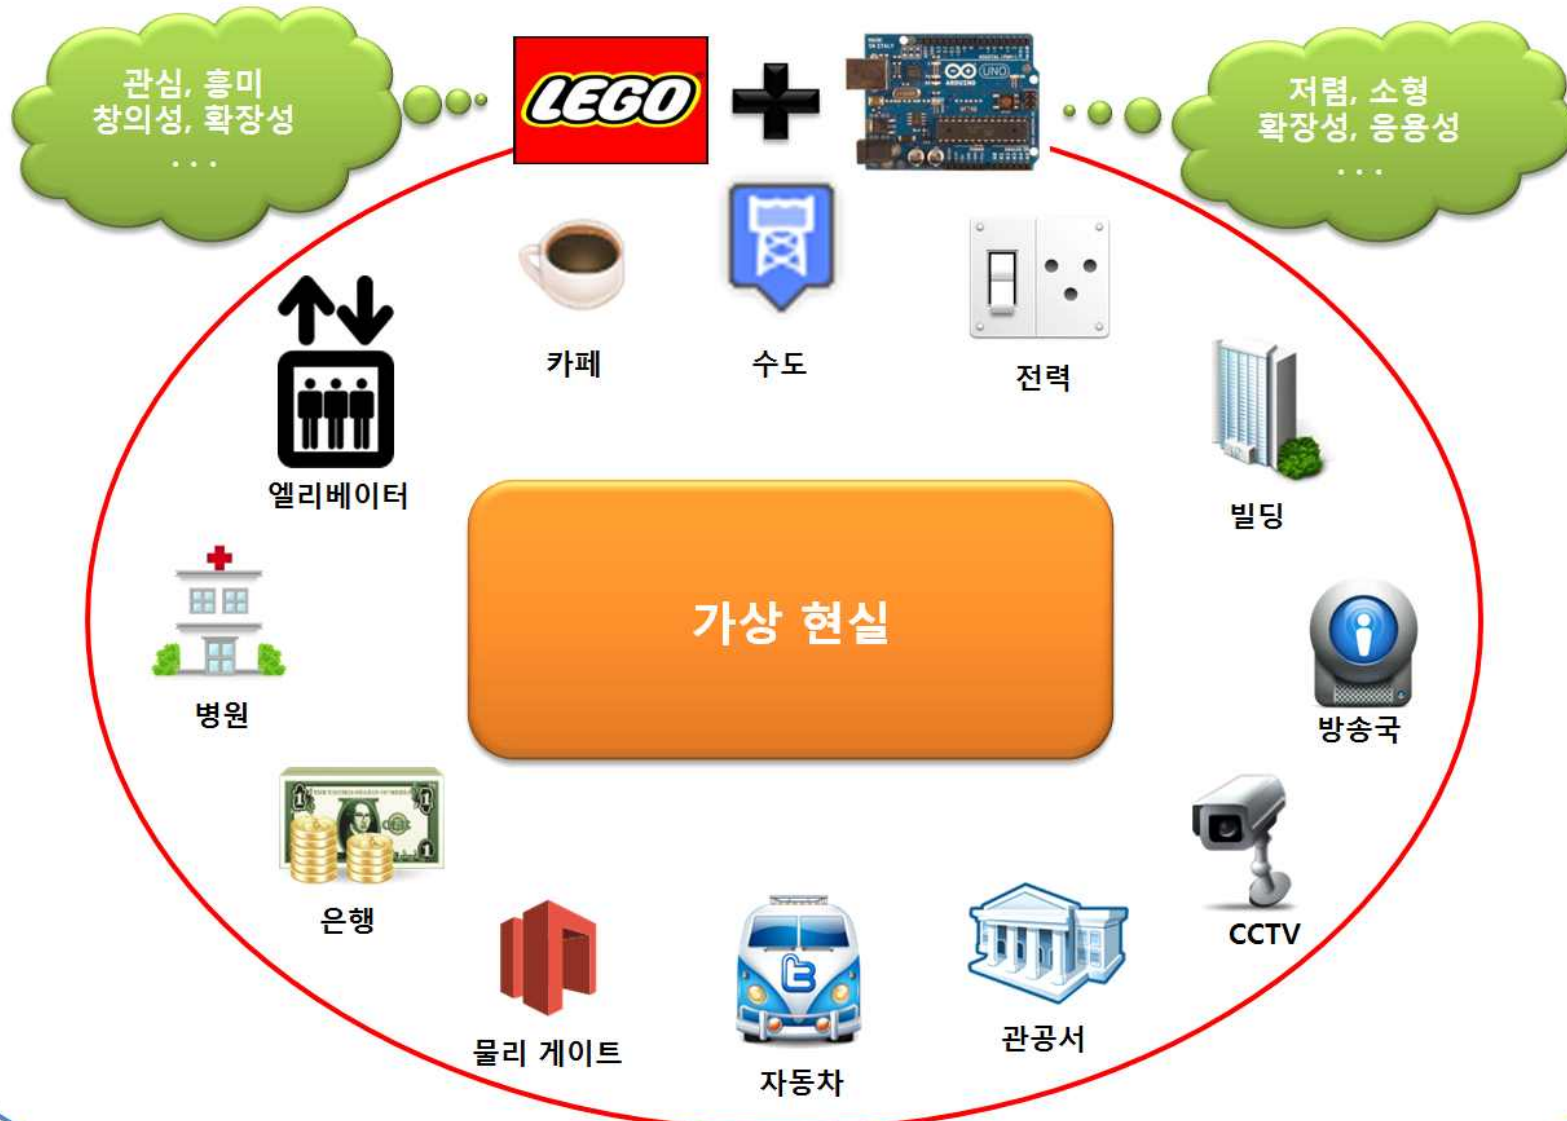 관심, 흥미
창의성, 확장성
. . .
LEGO
UNO
ARDUINO
저렴, 소형
확장성, 응용성
. . .
카페
수도
전력
엘리베이터
빌딩
가상 현실
병원
방송국
은행
CCTV
물리 게이트
자동차
관공서